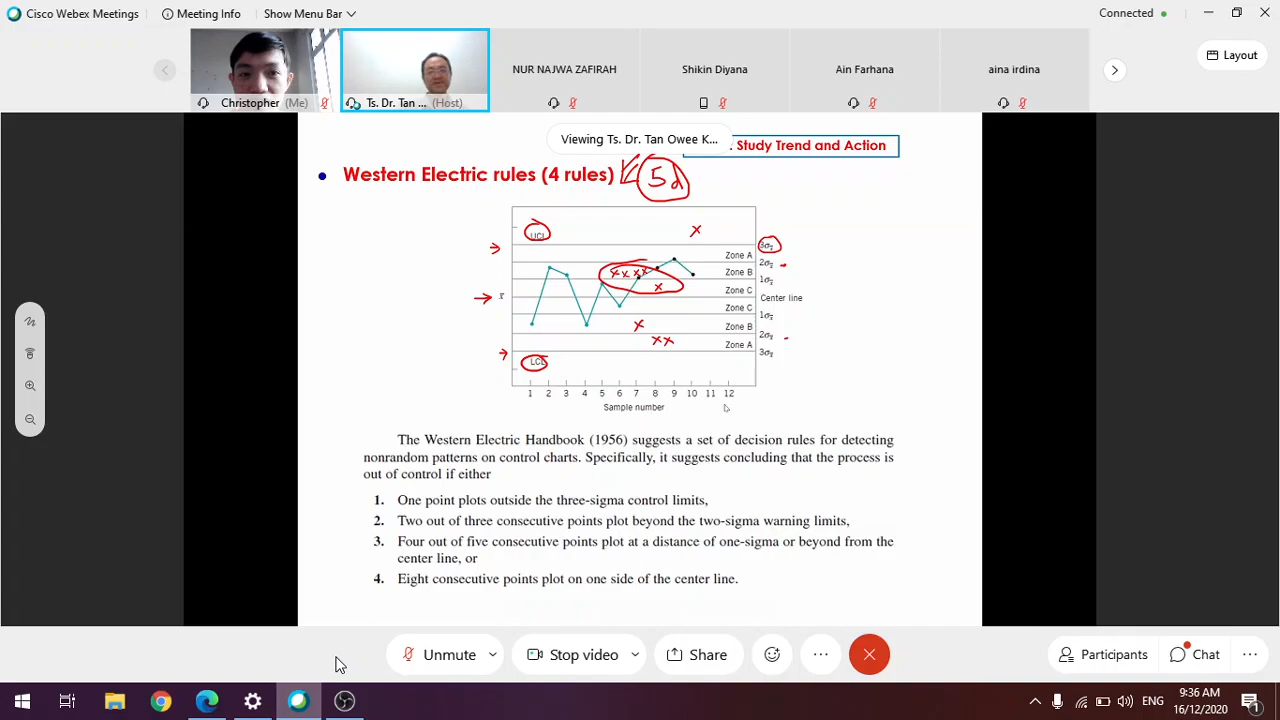 Cisco Webex Meetings
Meeting Info
Show Menu Bar
Connected
Layout
Christopher (Me)
Ts. Dr. Tan ... (Host)
NUR NAJWA ZAFIRAH
Shikin Diyana
Ain Farhana
aina irdina
Viewing Ts. Dr. Tan Owee K...
Study Trend and Action
• Western Electric rules (4 rules)
UCL
x x x x
x
x
x
x x
x̄
LCL
Zone A
Zone B
Zone C
Zone C
Zone B
Zone A
3σx̄
2σx̄
1σx̄
Center line
1σx̄
2σx̄
3σx̄
1 2 3 4 5 6 7 8 9 10 11 12
Sample number
The Western Electric Handbook (1956) suggests a set of decision rules for detecting
nonrandom patterns on control charts. Specifically, it suggests concluding that the process is
out of control if either
1. One point plots outside the three-sigma control limits,
2. Two out of three consecutive points plot beyond the two-sigma warning limits,
3. Four out of five consecutive points plot at a distance of one-sigma or beyond from the
center line, or
4. Eight consecutive points plot on one side of the center line.
Unmute
Stop video
Share
Participants
Chat
ENG
9:36 AM
16/12/2020
1